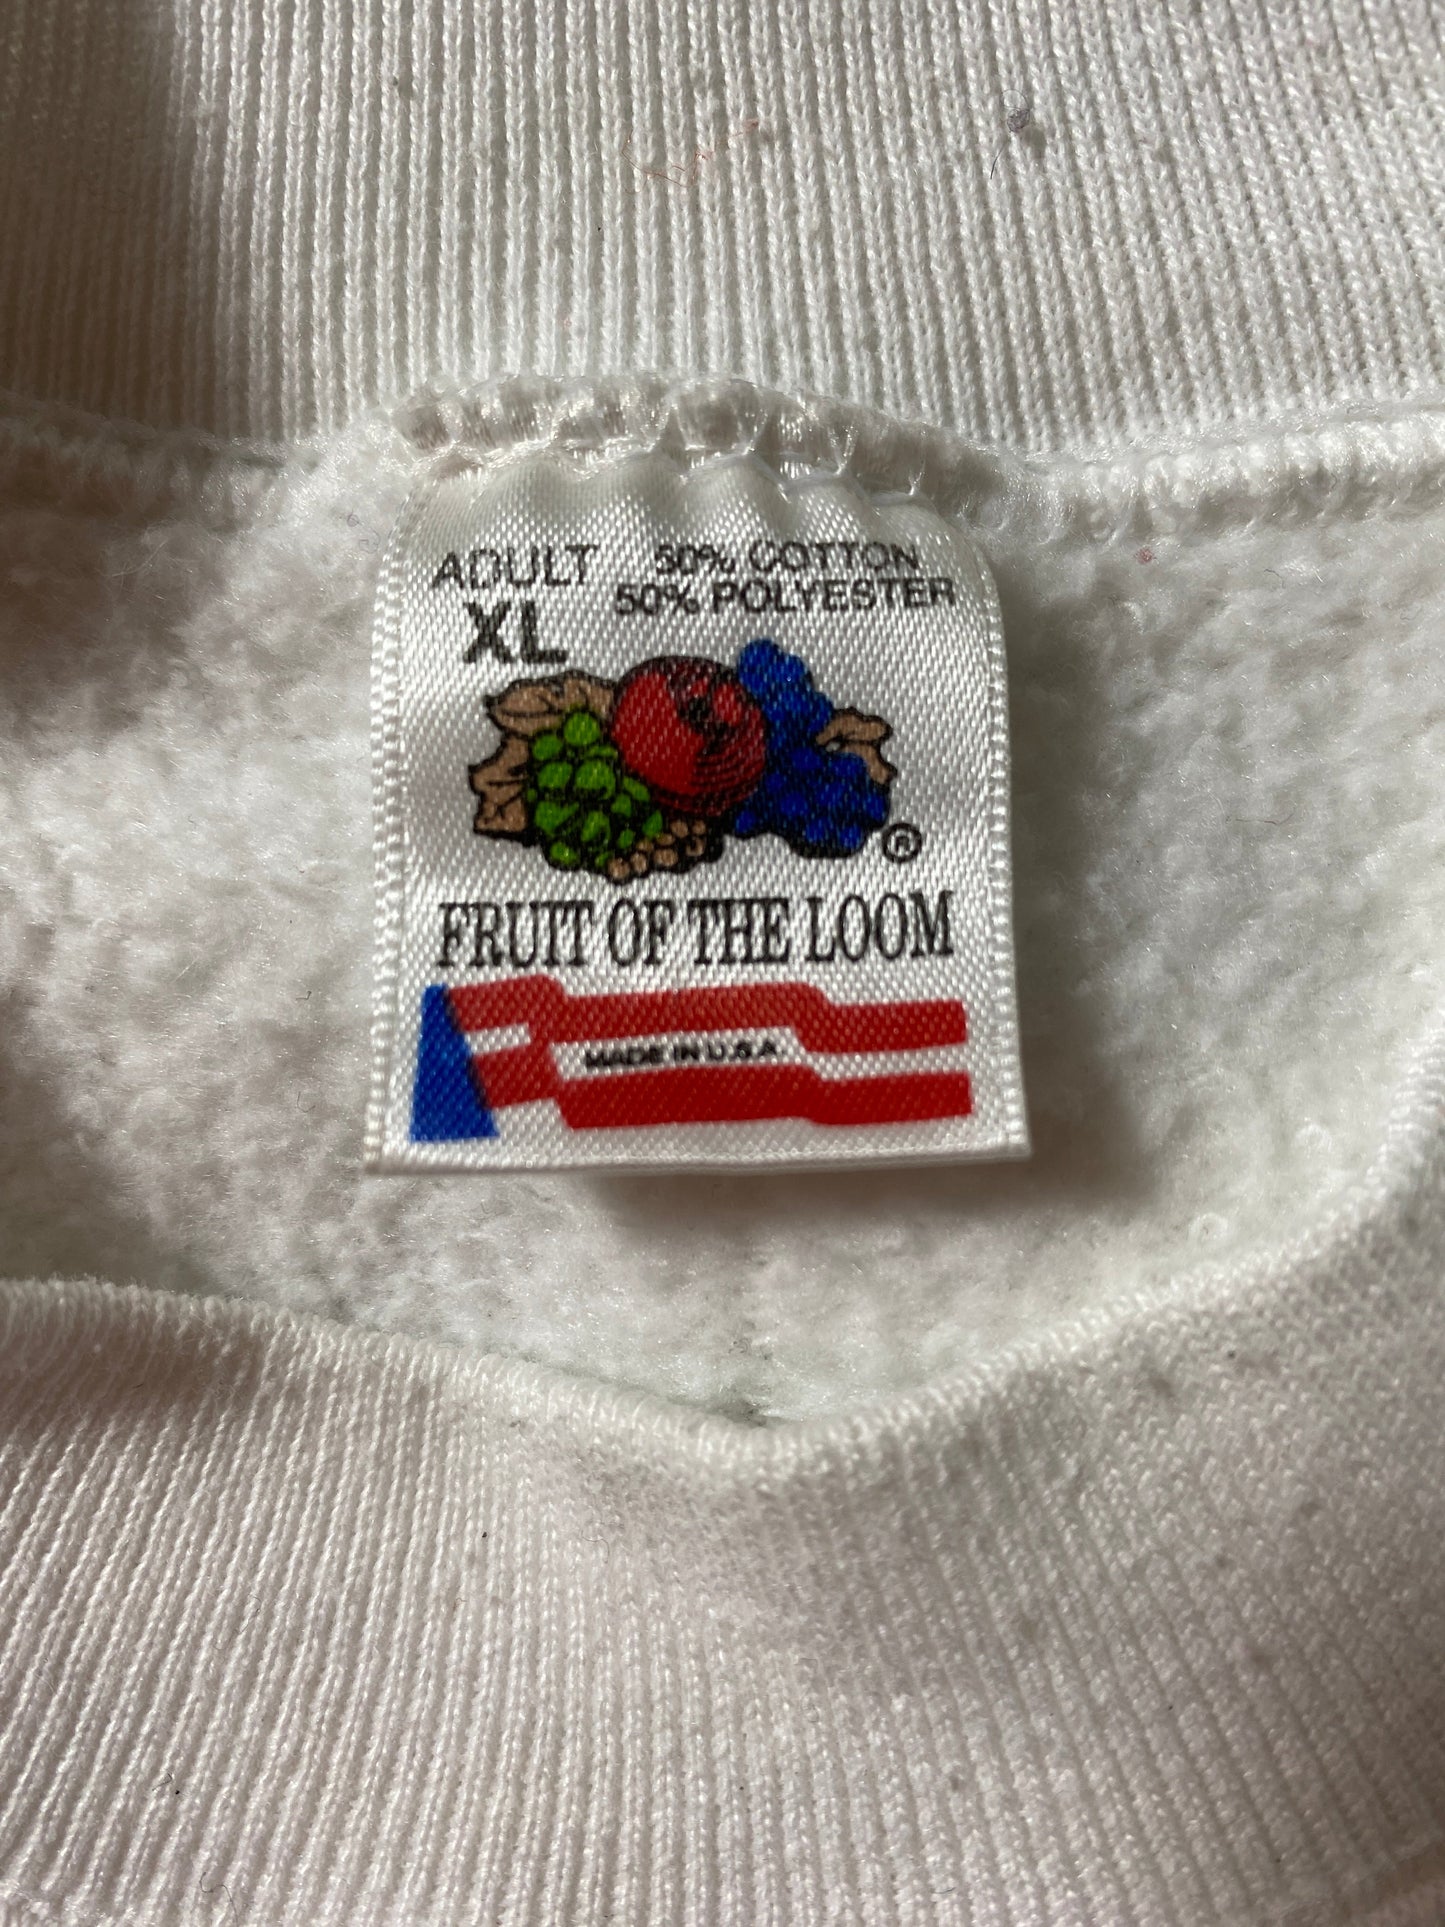 ADULT
XL
50% COTTON
50% POLYESTER
®
FRUIT OF THE LOOM
MADE IN U.S.A.